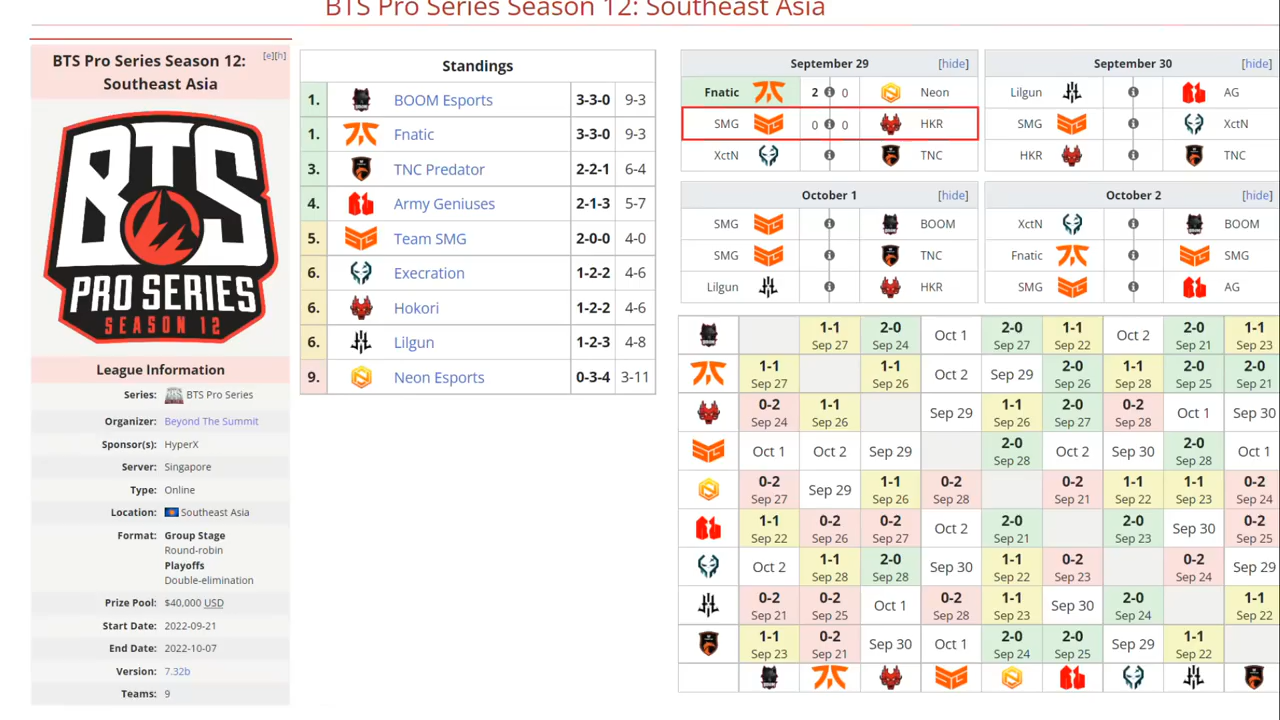 BTS Pro Series Season 12: Southeast Asia
BTS Pro Series Season 12:
Southeast Asia
[e][h]
BTS
PRO SERIES
SEASON 12
League Information
Series: BTS Pro Series
Organizer: Beyond The Summit
Sponsor(s): HyperX
Server: Singapore
Type: Online
Location: Southeast Asia
Format: Group Stage
Round-robin
Playoffs
Double-elimination
Prize Pool: $40,000 USD
Start Date: 2022-09-21
End Date: 2022-10-07
Version: 7.32b
Teams: 9
Standings
1. BOOM Esports 3-3-0 9-3
1. Fnatic 3-3-0 9-3
3. TNC Predator 2-2-1 6-4
4. Army Geniuses 2-1-3 5-7
5. Team SMG 2-0-0 4-0
6. Execration 1-2-2 4-6
6. Hokori 1-2-2 4-6
6. Lilgun 1-2-3 4-8
9. Neon Esports 0-3-4 3-11
September 29 [hide]
Fnatic 2 0 Neon
SMG 0 0 HKR
XctN TNC
September 30 [hide]
Lilgun AG
SMG XctN
HKR TNC
October 1 [hide]
SMG BOOM
SMG TNC
Lilgun HKR
October 2 [hide]
XctN BOOM
Fnatic SMG
SMG AG
1-1 2-0 Oct 1 2-0 1-1 Oct 2 2-0 1-1
Sep 27 Sep 24 Sep 27 Sep 22 Sep 21 Sep 23
1-1 1-1 Oct 2 Sep 29 2-0 1-1 2-0 2-0
Sep 27 Sep 26 Sep 26 Sep 28 Sep 25 Sep 21
0-2 1-1 Sep 29 1-1 2-0 0-2 Oct 1 Sep 30
Sep 24 Sep 26 Sep 26 Sep 27 Sep 28
Oct 1 Oct 2 Sep 29 2-0 Oct 2 Sep 30 2-0 Oct 1
Sep 28 Sep 28
0-2 Sep 29 1-1 0-2 0-2 1-1 1-1 0-2
Sep 27 Sep 26 Sep 28 Sep 21 Sep 22 Sep 23 Sep 24
1-1 0-2 0-2 Oct 2 2-0 2-0 Sep 30 0-2
Sep 22 Sep 26 Sep 27 Sep 21 Sep 23 Sep 25
Oct 2 1-1 2-0 Sep 30 1-1 0-2 0-2 Sep 29
Sep 28 Sep 28 Sep 22 Sep 23 Sep 24
0-2 0-2 Oct 1 0-2 1-1 Sep 30 2-0 1-1
Sep 21 Sep 25 Sep 28 Sep 23 Sep 24 Sep 22
1-1 0-2 Sep 30 Oct 1 2-0 2-0 Sep 29 1-1
Sep 23 Sep 21 Sep 24 Sep 25 Sep 22